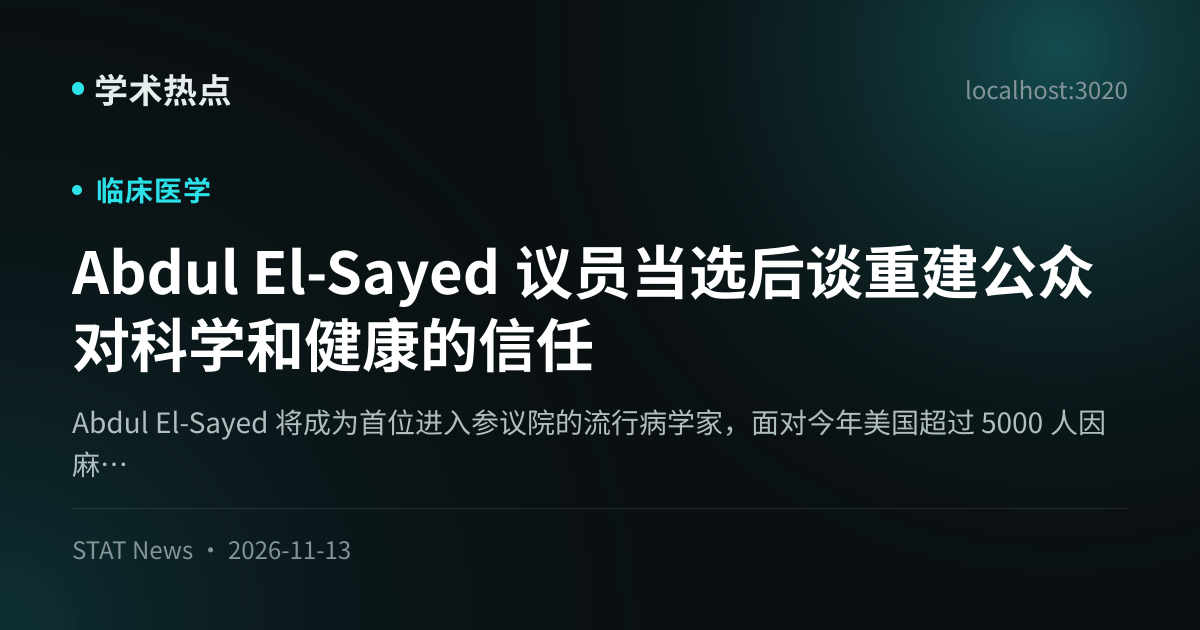 学术热点
localhost:3020
临床医学
Abdul El-Sayed 议员当选后谈重建公众
对科学和健康的信任
Abdul El-Sayed 将成为首位进入参议院的流行病学家，面对今年美国超过 5000 人因
麻…
STAT News · 2026-11-13